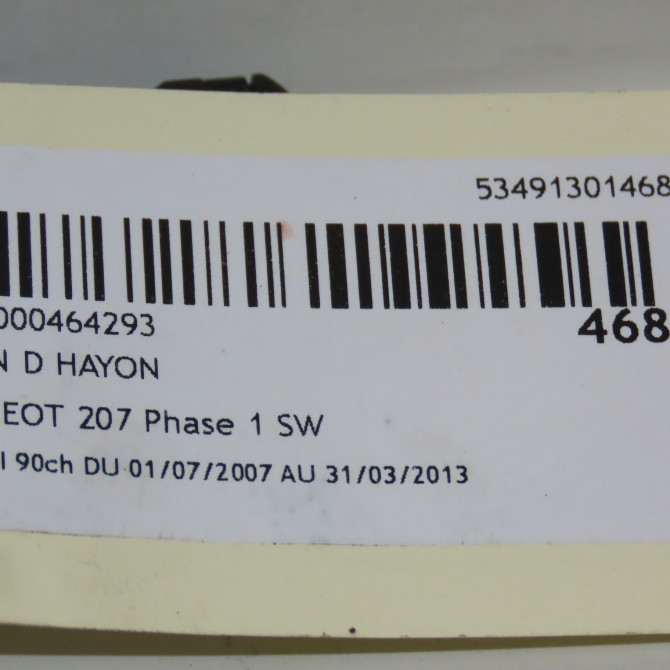 53491301468
000464293
468
N D HAYON
EOT 207 Phase 1 SW
I 90ch DU 01/07/2007 AU 31/03/2013